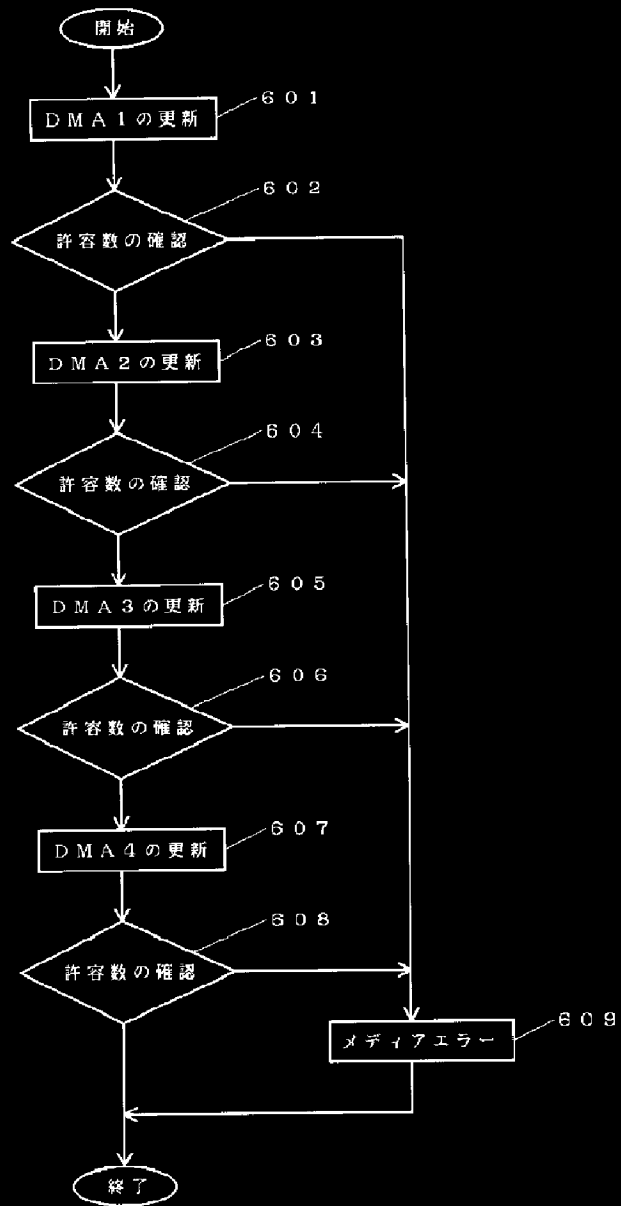 開始
DMA1の更新
601
許容数の確認
602
DMA2の更新
603
許容数の確認
604
DMA3の更新
605
許容数の確認
606
DMA4の更新
607
許容数の確認
608
メディアエラー
609
終了